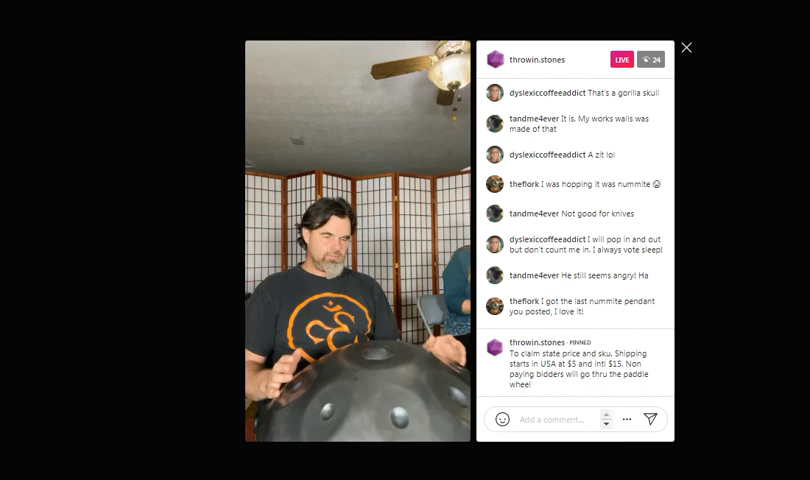 throwin.stones
LIVE
24
dyslexiccoffeeaddict That's a gorilla skull
tandme4ever It is. My works walls was
made of that
dyslexiccoffeeaddict A zit lol
theflork I was hopping it was nummite
tandme4ever Not good for knives
dyslexiccoffeeaddict I will pop in and out
but don't count me in. I always vote sleep!
tandme4ever He still seems angry! Ha
theflork I got the last nummite pendant
you posted, I love it!
throwin.stones · PINNED
To claim state price and sku. Shipping
starts in USA at $5 and intl $15. Non
paying bidders will go thru the paddle
wheel
Add a comment...